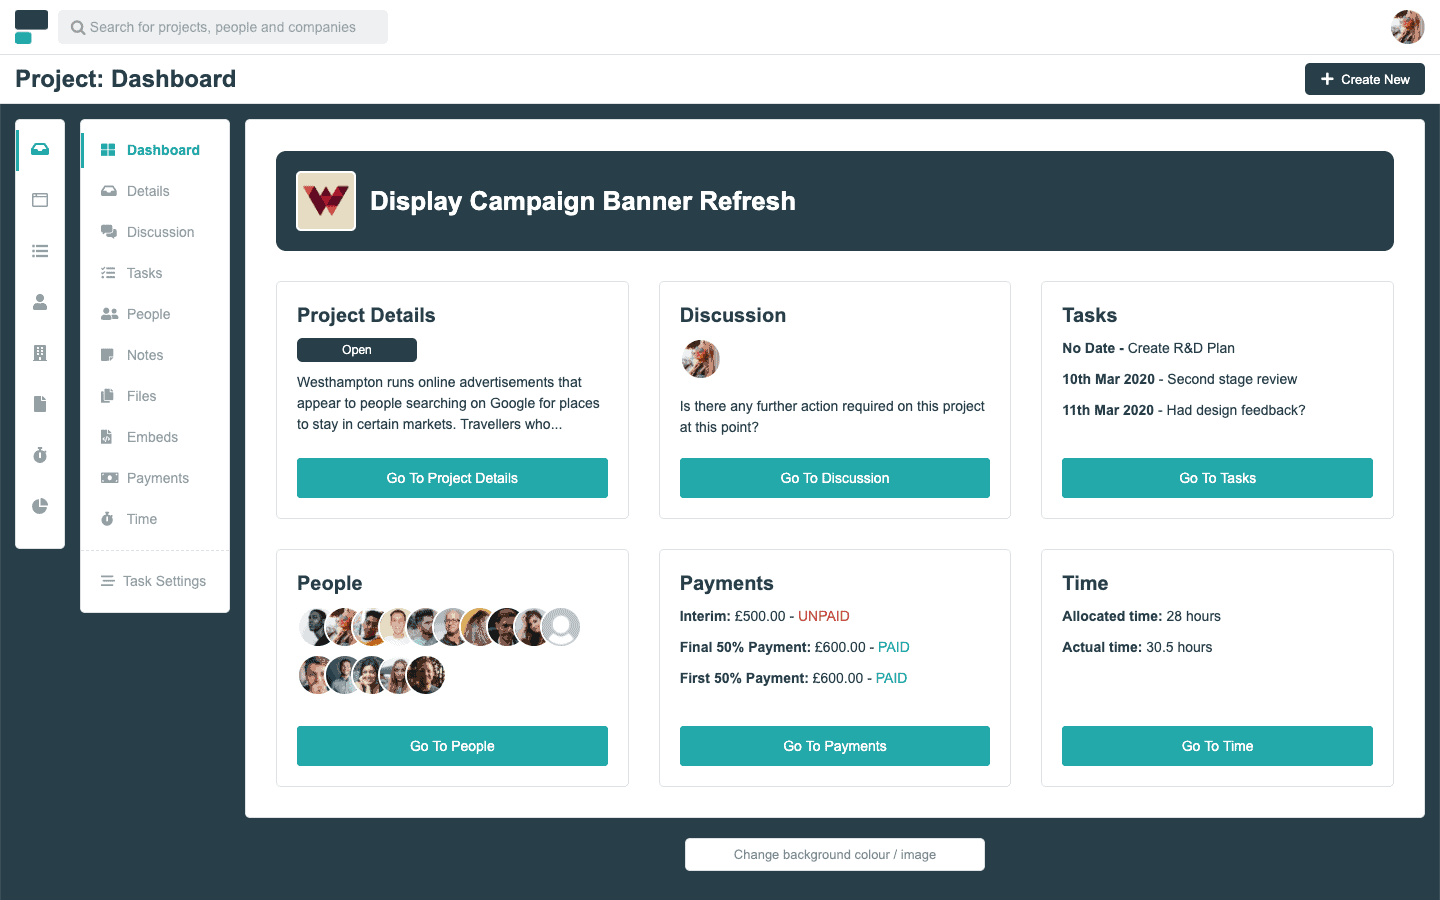 Search for projects, people and companies
Project: Dashboard
Create New
Dashboard
Details
Discussion
Tasks
People
Notes
Files
Embeds
Payments
Time
Task Settings
Display Campaign Banner Refresh
Project Details
Open
Westhampton runs online advertisements that
appear to people searching on Google for places
to stay in certain markets. Travellers who...
Go To Project Details
Discussion
Is there any further action required on this project
at this point?
Go To Discussion
Tasks
No Date - Create R&D Plan
10th Mar 2020 - Second stage review
11th Mar 2020 - Had design feedback?
Go To Tasks
People
Go To People
Payments
Interim: £500.00 - UNPAID
Final 50% Payment: £600.00 - PAID
First 50% Payment: £600.00 - PAID
Go To Payments
Time
Allocated time: 28 hours
Actual time: 30.5 hours
Go To Time
Change background colour / image